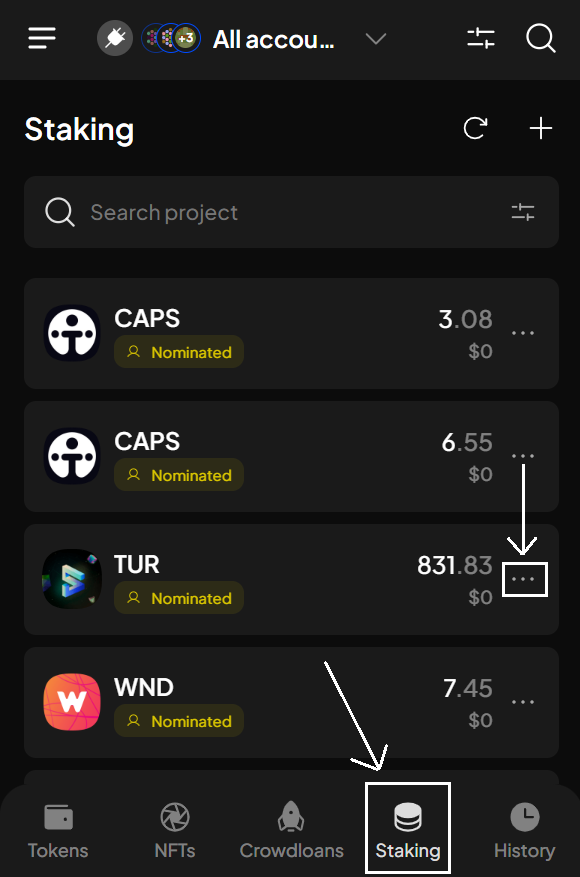 +3 All accou...
Staking
Search project
CAPS 3.08
Nominated $0
CAPS 6.55
Nominated $0
TUR 831.83
Nominated $0
WND 7.45
Nominated $0
Tokens NFTs Crowdloans Staking History